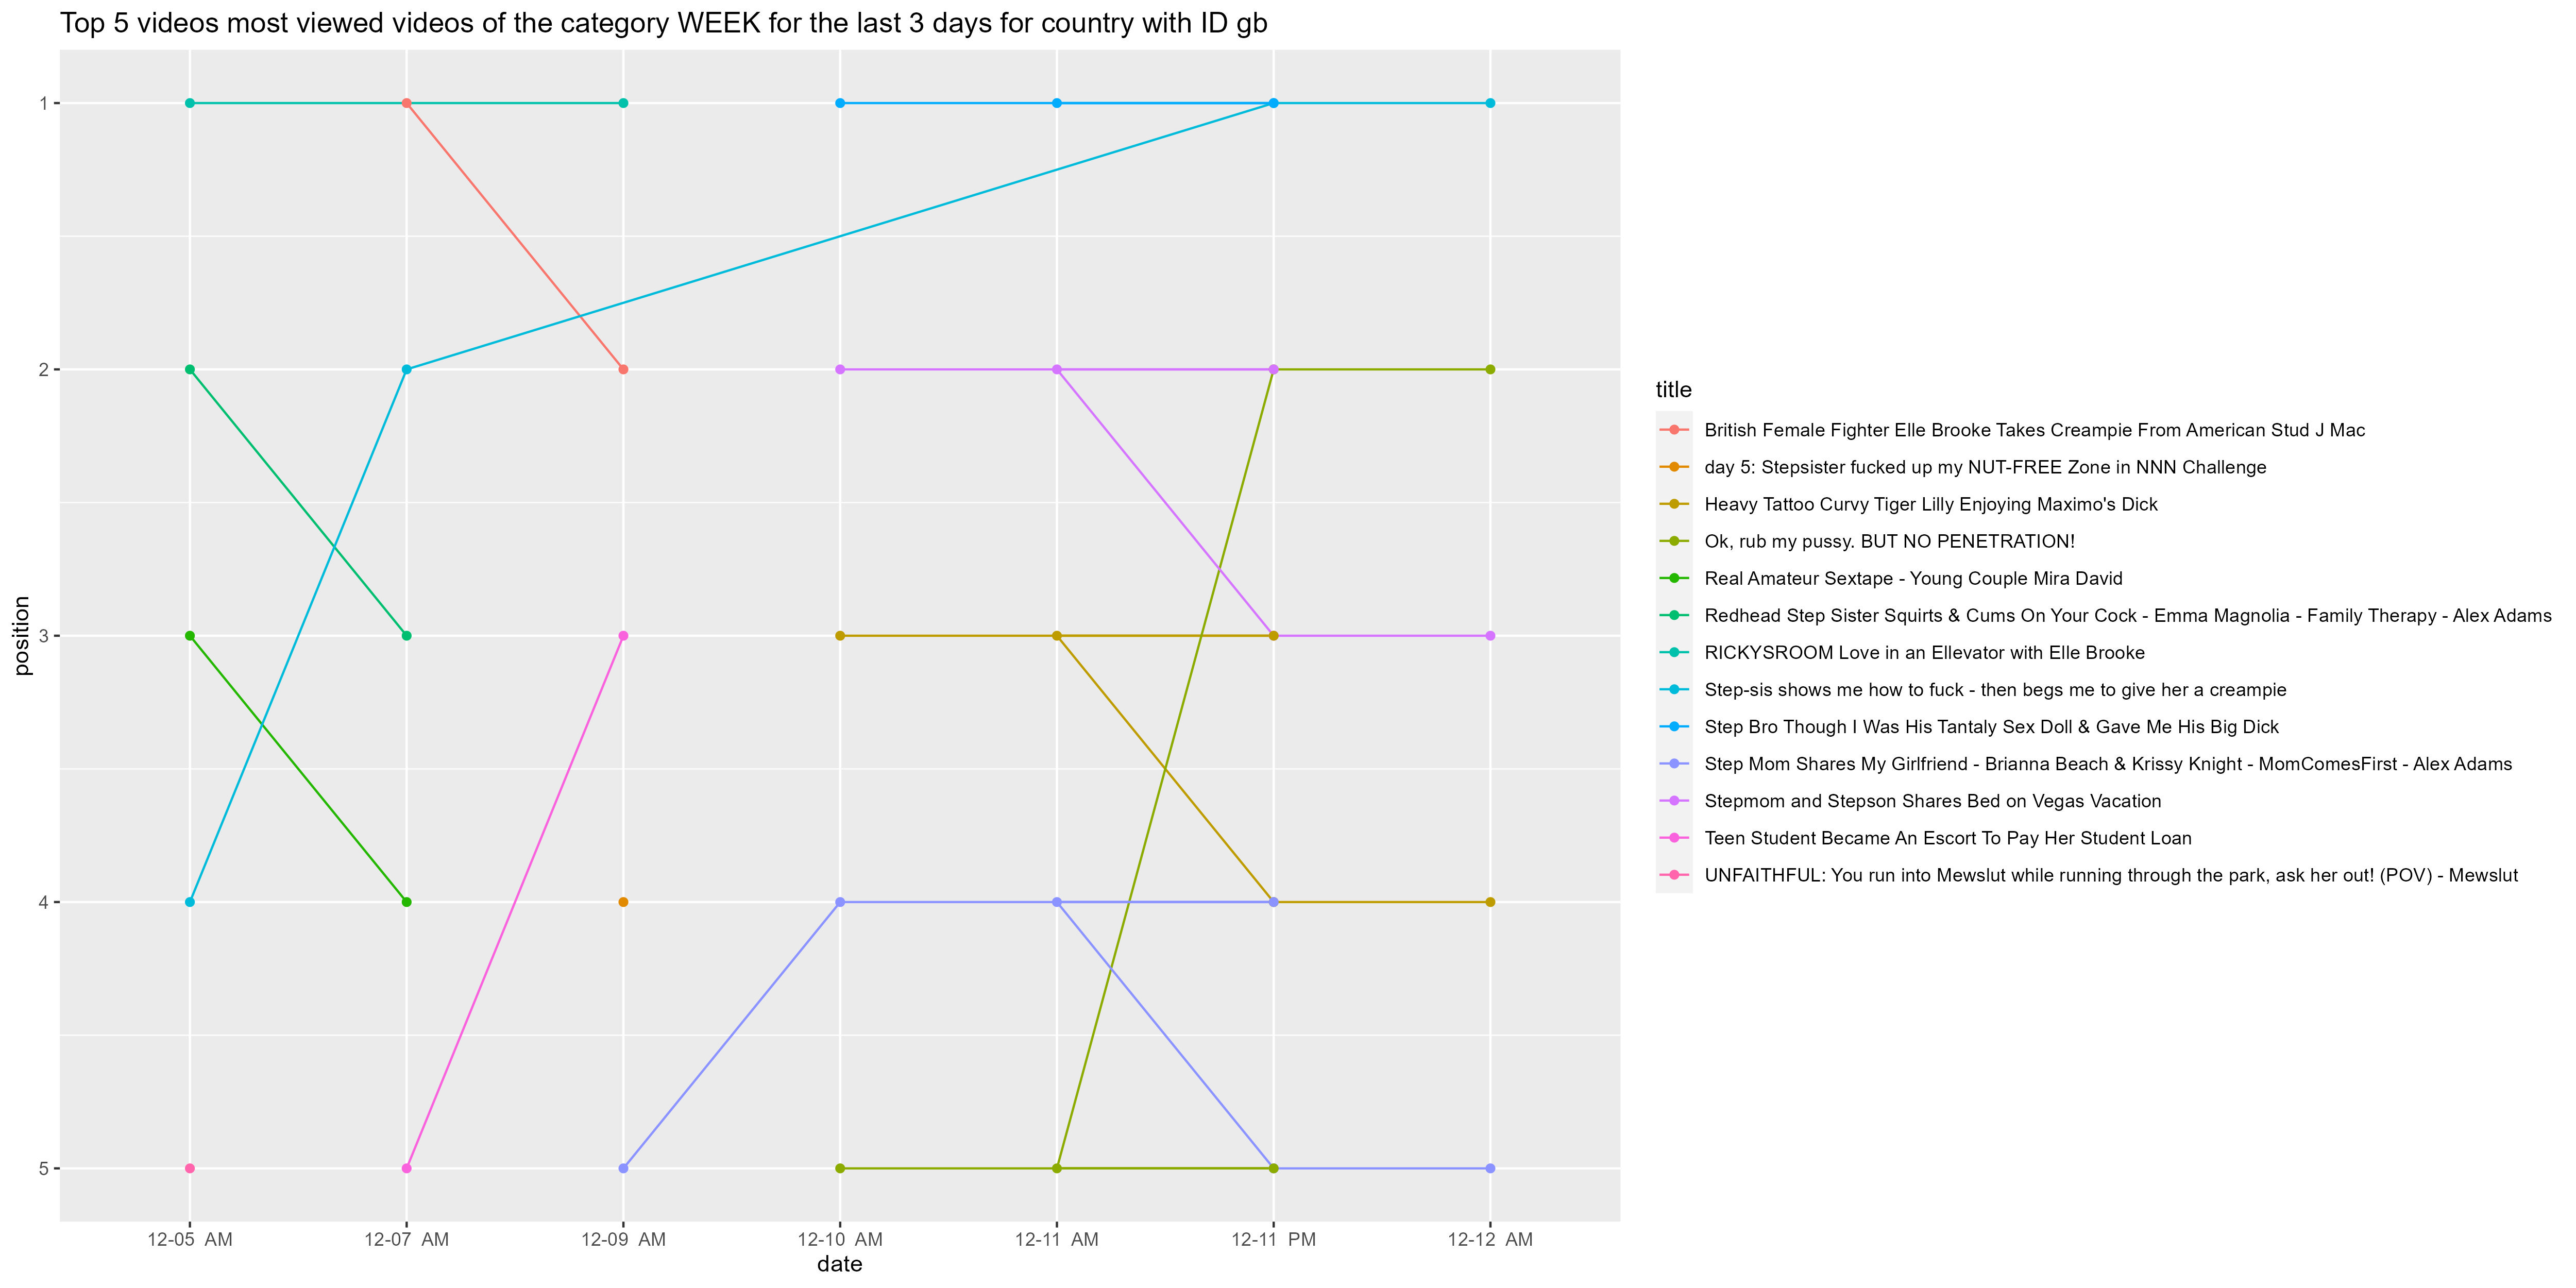 Top 5 videos most viewed videos of the category WEEK for the last 3 days for country with ID gb
position
1
2
3
4
5
12-05 AM
12-07 AM
12-09 AM
12-10 AM
12-11 AM
12-11 PM
12-12 AM
date
title
British Female Fighter Elle Brooke Takes Creampie From American Stud J Mac
day 5: Stepsister fucked up my NUT-FREE Zone in NNN Challenge
Heavy Tattoo Curvy Tiger Lilly Enjoying Maximo's Dick
Ok, rub my pussy. BUT NO PENETRATION!
Real Amateur Sextape - Young Couple Mira David
Redhead Step Sister Squirts & Cums On Your Cock - Emma Magnolia - Family Therapy - Alex Adams
RICKYSROOM Love in an Ellevator with Elle Brooke
Step-sis shows me how to fuck - then begs me to give her a creampie
Step Bro Though I Was His Tantaly Sex Doll & Gave Me His Big Dick
Step Mom Shares My Girlfriend - Brianna Beach & Krissy Knight - MomComesFirst - Alex Adams
Stepmom and Stepson Shares Bed on Vegas Vacation
Teen Student Became An Escort To Pay Her Student Loan
UNFAITHFUL: You run into Mewslut while running through the park, ask her out! (POV) - Mewslut